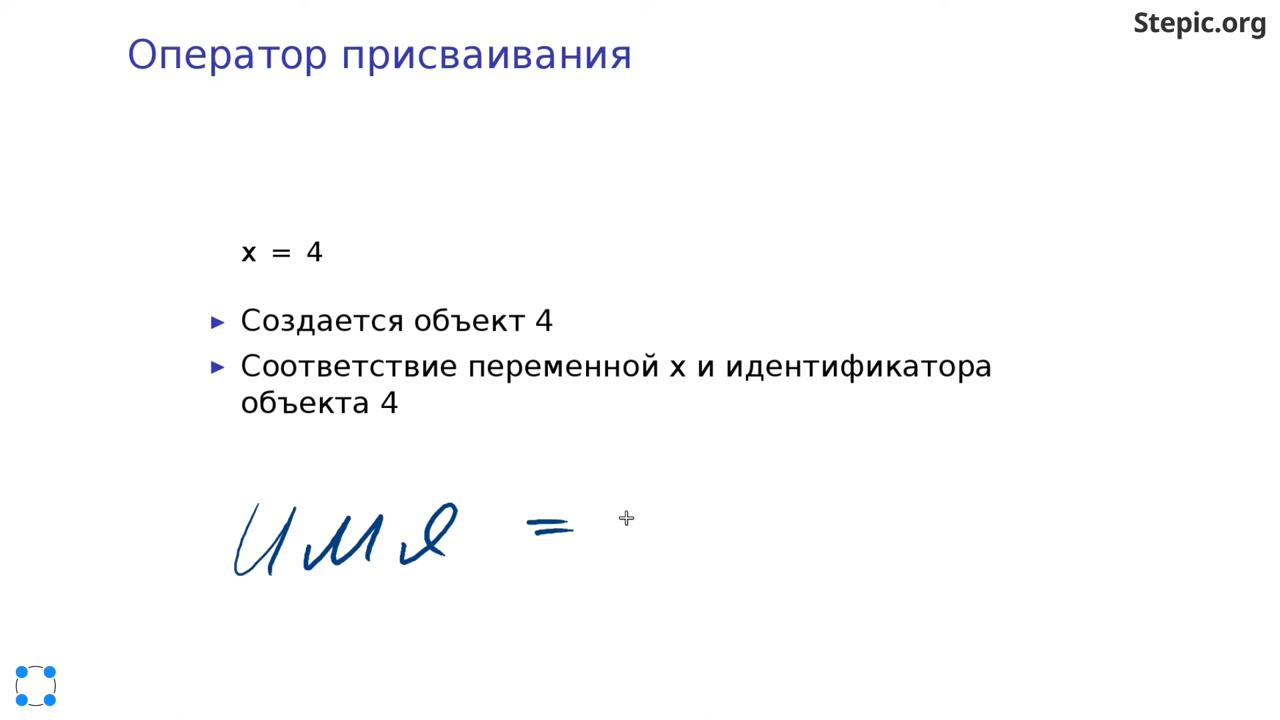 Stepic.org
Оператор присваивания
x = 4
Создается объект 4
Соответствие переменной x и идентификатора
объекта 4
имя =